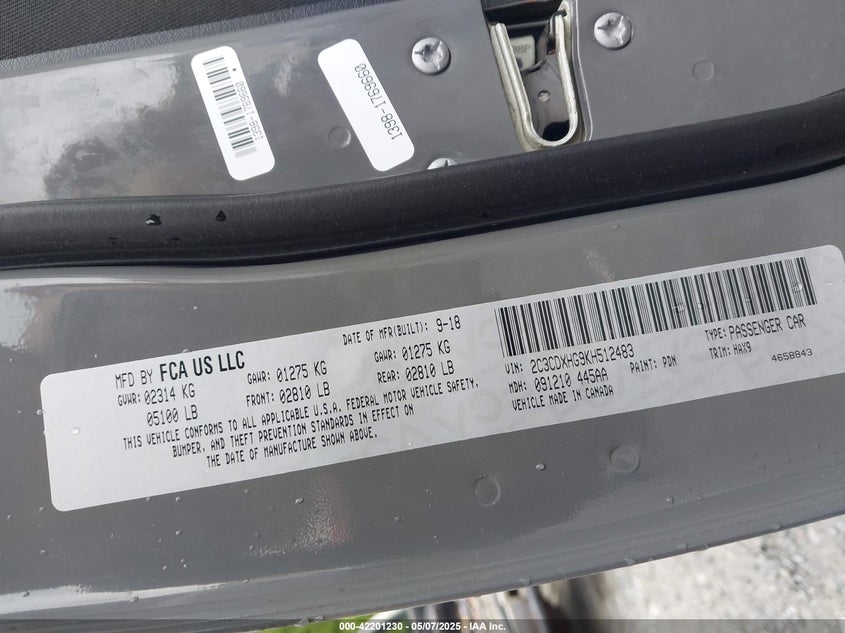 1398-1769660
1398-1769660
MFD BY FCA US LLC
DATE OF MFR(BUILT): 9-18
GVWR: 02314 KG
05100 LB
GAWR: 01275 KG
FRONT: 02810 LB
GAWR: 01275 KG
REAR: 02810 LB
THIS VEHICLE CONFORMS TO ALL APPLICABLE U.S.A. FEDERAL MOTOR VEHICLE SAFETY,
BUMPER, AND THEFT PREVENTION STANDARDS IN EFFECT ON
THE DATE OF MANUFACTURE SHOWN ABOVE.
VIN: 2C3CDXHG9KH512483
TYPE: PASSENGER CAR
MDH: 091210 445AA
PAINT: PDN
TRIM: HAX9
VEHICLE MADE IN CANADA
4658843
000-42201230 - 05/07/2025 - IAA Inc.